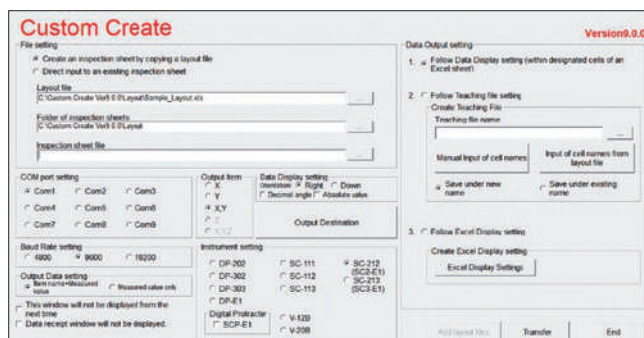 Custom Create
Version9.0.0
File setting
Create an inspection sheet by copying a layout file
Direct input to an existing inspection sheet
Layout file
C:\Custom Create Ver9.0.0\Layout\Sample_Layout.xls
...
Folder of inspection sheets
C:\Custom Create Ver9.0.0\Layout
...
Inspection sheet file
...
COM port setting
Com1 Com2 Com3
Com4 Com5 Com6
Com7 Com8 Com9
Baud Rate setting
4800 9600 19200
Output Data setting
Item name+Measured value
Measured value only
This window will not be displayed from the next time
Data receipt window will not be displayed.
Output Item
X
Y
X,Y
Z
X,Y,Z
Data Display setting
Orientation: Right Down
Decimal angle Absolute value
Output Destination
Instrument setting
DP-202
DP-302
DP-303
DP-E1
Digital Protracter
SCP-E1
SC-111
SC-112
SC-113
V-12B
V-20B
SC-212
(SC2-E1)
SC-213
(SC3-E1)
Data Output setting
1. Follow Data Display setting (within designated cells of an
Excel sheet)
2. Follow Teaching file setting
Create Teaching File
Teaching file name
...
Manual Input of cell names
Input of cell names from
layout file
Save under new
name
Save under existing
name
3. Follow Excel Display setting
Create Excel Display setting
Excel Display Settings
Add layout files Transfer End